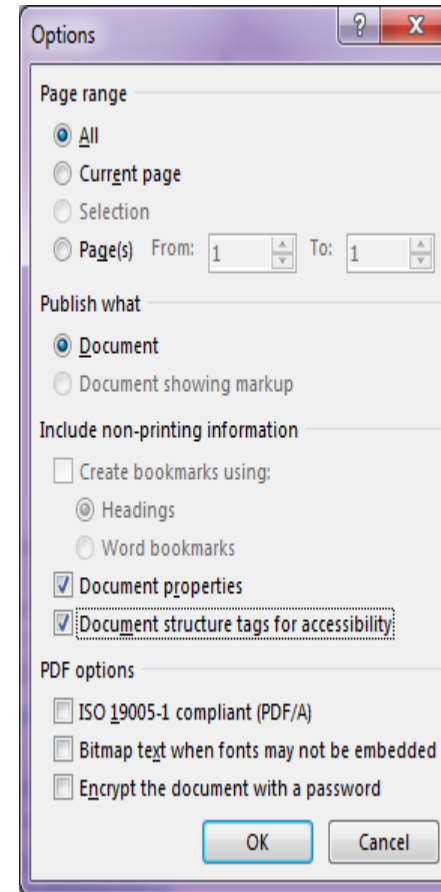 Options
Page range
All
Current page
Selection
Page(s) From: 1 To: 1
Publish what
Document
Document showing markup
Include non-printing information
Create bookmarks using:
Headings
Word bookmarks
Document properties
Document structure tags for accessibility
PDF options
ISO 19005-1 compliant (PDF/A)
Bitmap text when fonts may not be embedded
Encrypt the document with a password
OK Cancel